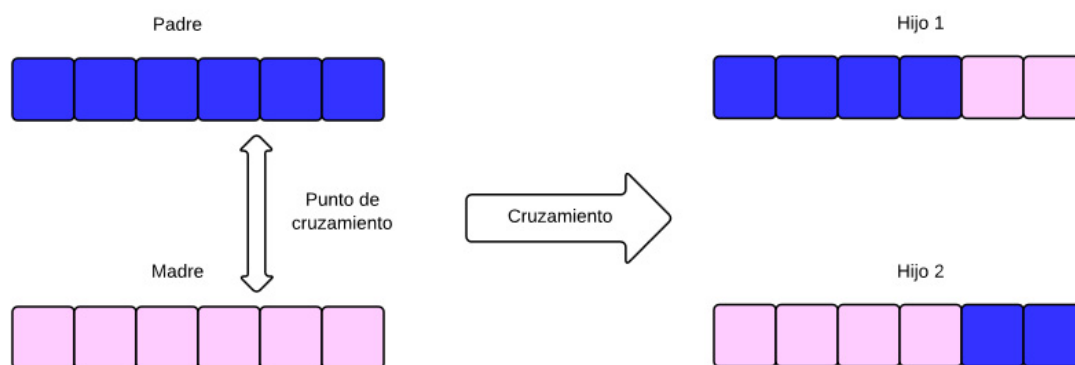 Padre
Hijo 1
Punto de
cruzamiento
Cruzamiento
Madre
Hijo 2